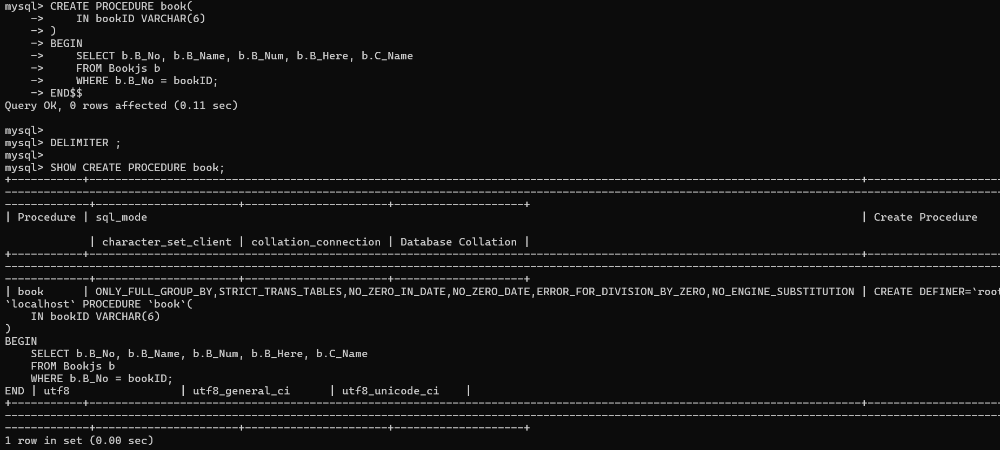 mysql> CREATE PROCEDURE book(
    ->     IN bookID VARCHAR(6)
    -> )
    -> BEGIN
    ->     SELECT b.B_No, b.B_Name, b.B_Num, b.B_Here, b.C_Name
    ->     FROM Bookjs b
    ->     WHERE b.B_No = bookID;
    -> END$$
Query OK, 0 rows affected (0.11 sec)
mysql>
mysql> DELIMITER ;
mysql>
mysql> SHOW CREATE PROCEDURE book;
| Procedure | sql_mode | Create Procedure
| character_set_client | collation_connection | Database Collation |
| book      | ONLY_FULL_GROUP_BY,STRICT_TRANS_TABLES,NO_ZERO_IN_DATE,NO_ZERO_DATE,ERROR_FOR_DIVISION_BY_ZERO,NO_ENGINE_SUBSTITUTION | CREATE DEFINER=`root
`localhost` PROCEDURE `book`(
    IN bookID VARCHAR(6)
)
BEGIN
    SELECT b.B_No, b.B_Name, b.B_Num, b.B_Here, b.C_Name
    FROM Bookjs b
    WHERE b.B_No = bookID;
END | utf8                 | utf8_general_ci      | utf8_unicode_ci    |
1 row in set (0.00 sec)